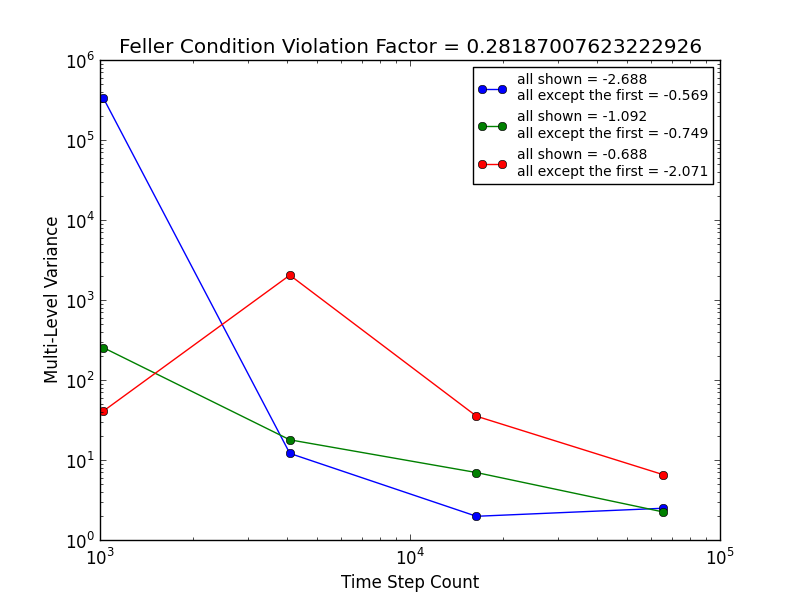 Feller Condition Violation Factor = 0.28187007623222926
all shown = -2.688
all except the first = -0.569
all shown = -1.092
all except the first = -0.749
all shown = -0.688
all except the first = -2.071
Multi-Level Variance
10^6
10^5
10^4
10^3
10^2
10^1
10^0
10^3 10^4 10^5
Time Step Count